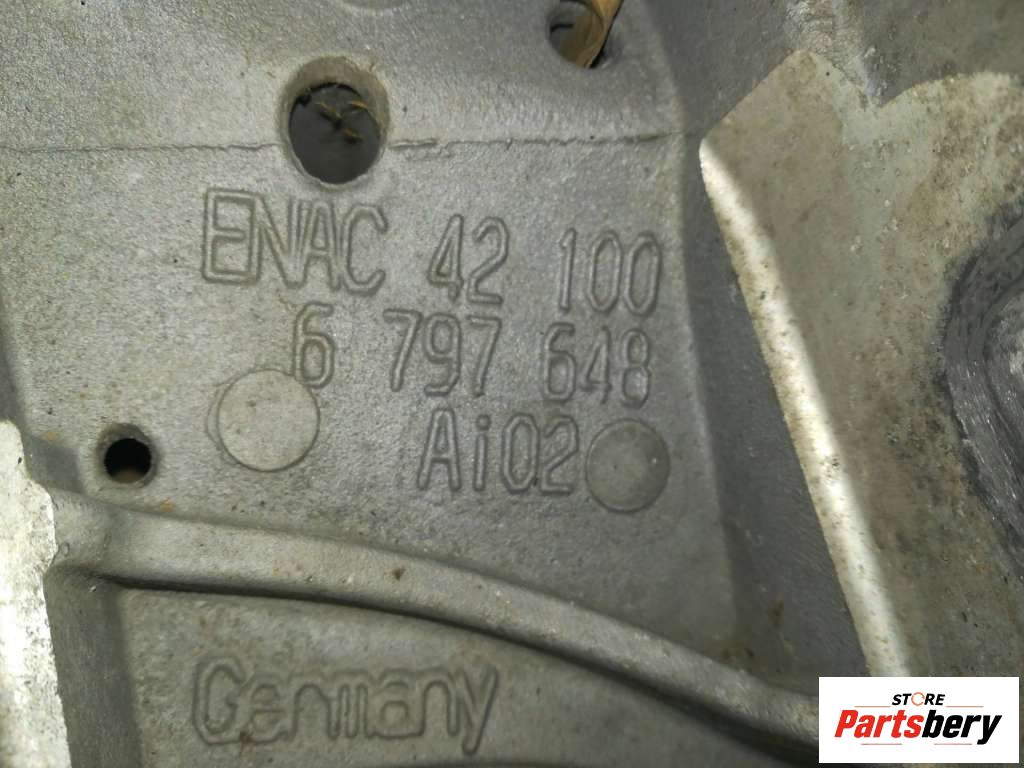 ENAC 42 100
6 797 648
Ai02
Germany
STORE
Partsbery